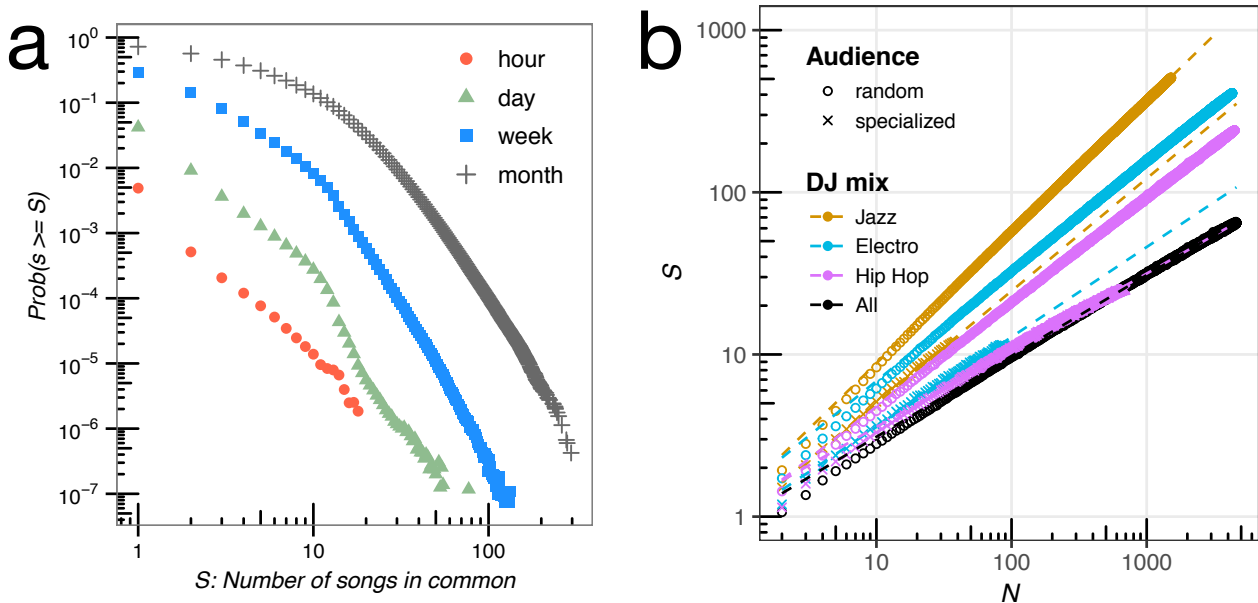 a
10^0
10^-1
10^-2
10^-3
10^-4
10^-5
10^-6
10^-7
Prob(s >= S)
hour
day
week
month
1
10
100
S: Number of songs in common
b
1000
100
10
1
S
Audience
random
specialized
DJ mix
Jazz
Electro
Hip Hop
All
10
100
1000
N